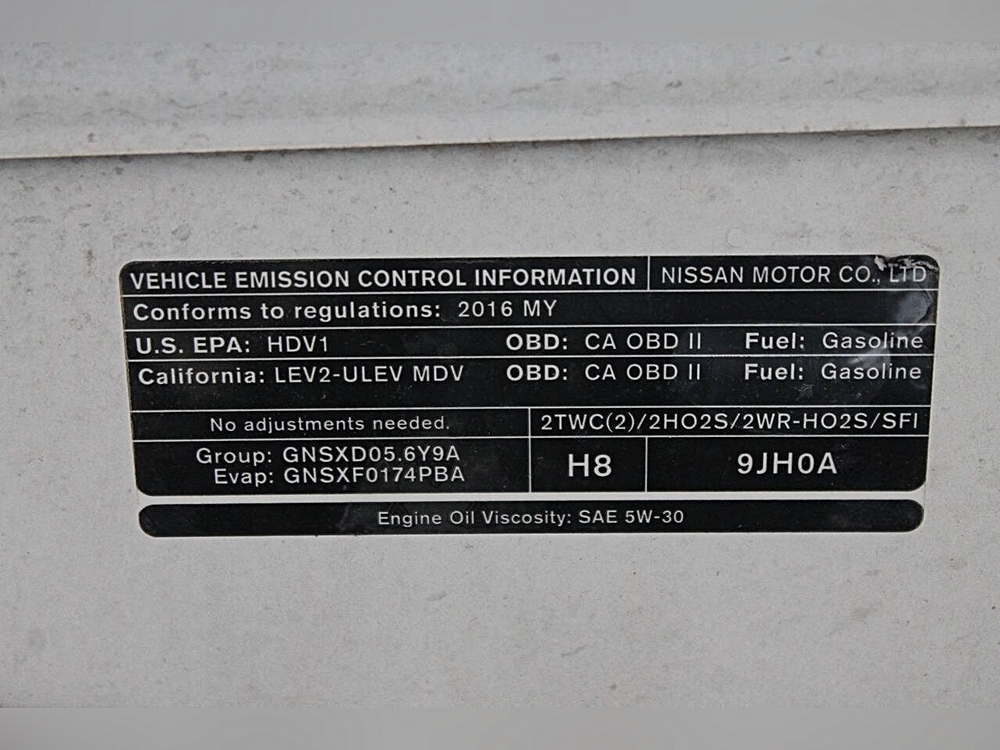 VEHICLE EMISSION CONTROL INFORMATION NISSAN MOTOR CO., LTD
Conforms to regulations: 2016 MY
U.S. EPA: HDV1 OBD: CA OBD II Fuel: Gasoline
California: LEV2-ULEV MDV OBD: CA OBD II Fuel: Gasoline
No adjustments needed. 2TWC(2)/2HO2S/2WR-HO2S/SFI
Group: GNSXD05.6Y9A
Evap: GNSXF0174PBA
H8 9JH0A
Engine Oil Viscosity: SAE 5W-30